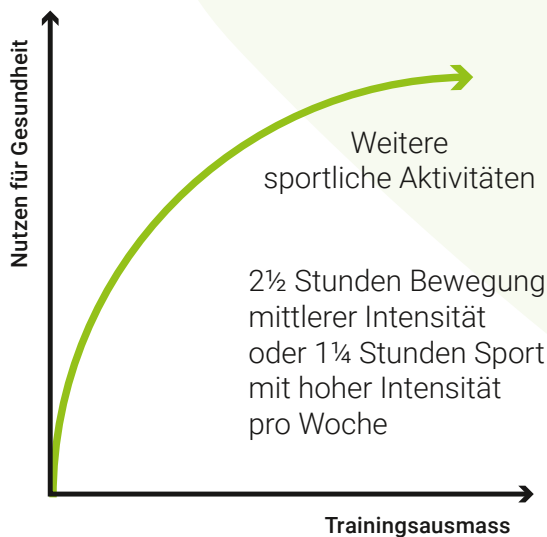 Nutzen für Gesundheit
Weitere
sportliche Aktivitäten
2½ Stunden Bewegung
mittlerer Intensität
oder 1¼ Stunden Sport
mit hoher Intensität
pro Woche
Trainingsausmass